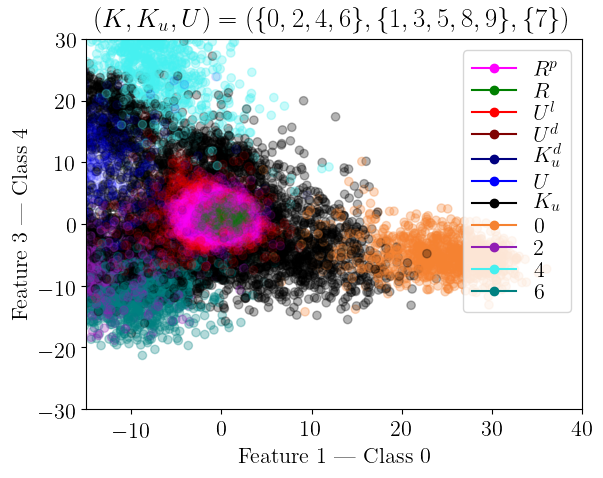 (K, K_u, U) = ({0, 2, 4, 6}, {1, 3, 5, 8, 9}, {7})
30
20
10
0
−10
−20
−30
Feature 3 — Class 4
R^p
R
U^l
U^d
K_u^d
U
K_u
0
2
4
6
−10
0
10
20
30
40
Feature 1 — Class 0